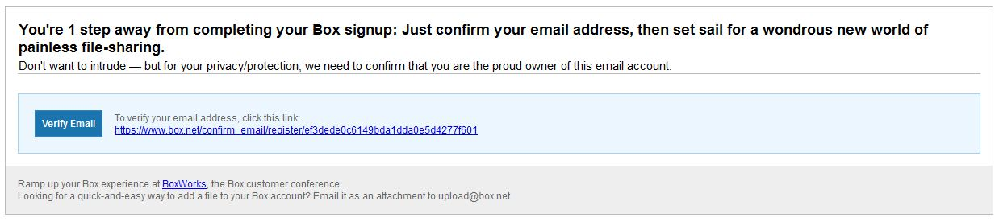 You're 1 step away from completing your Box signup: Just confirm your email address, then set sail for a wondrous new world of
painless file-sharing.
Don't want to intrude — but for your privacy/protection, we need to confirm that you are the proud owner of this email account.
Verify Email
To verify your email address, click this link:
https://www.box.net/confirm_email/register/ef3dede0c6149bda1dda0e5d4277f601
Ramp up your Box experience at BoxWorks, the Box customer conference.
Looking for a quick-and-easy way to add a file to your Box account? Email it as an attachment to upload@box.net